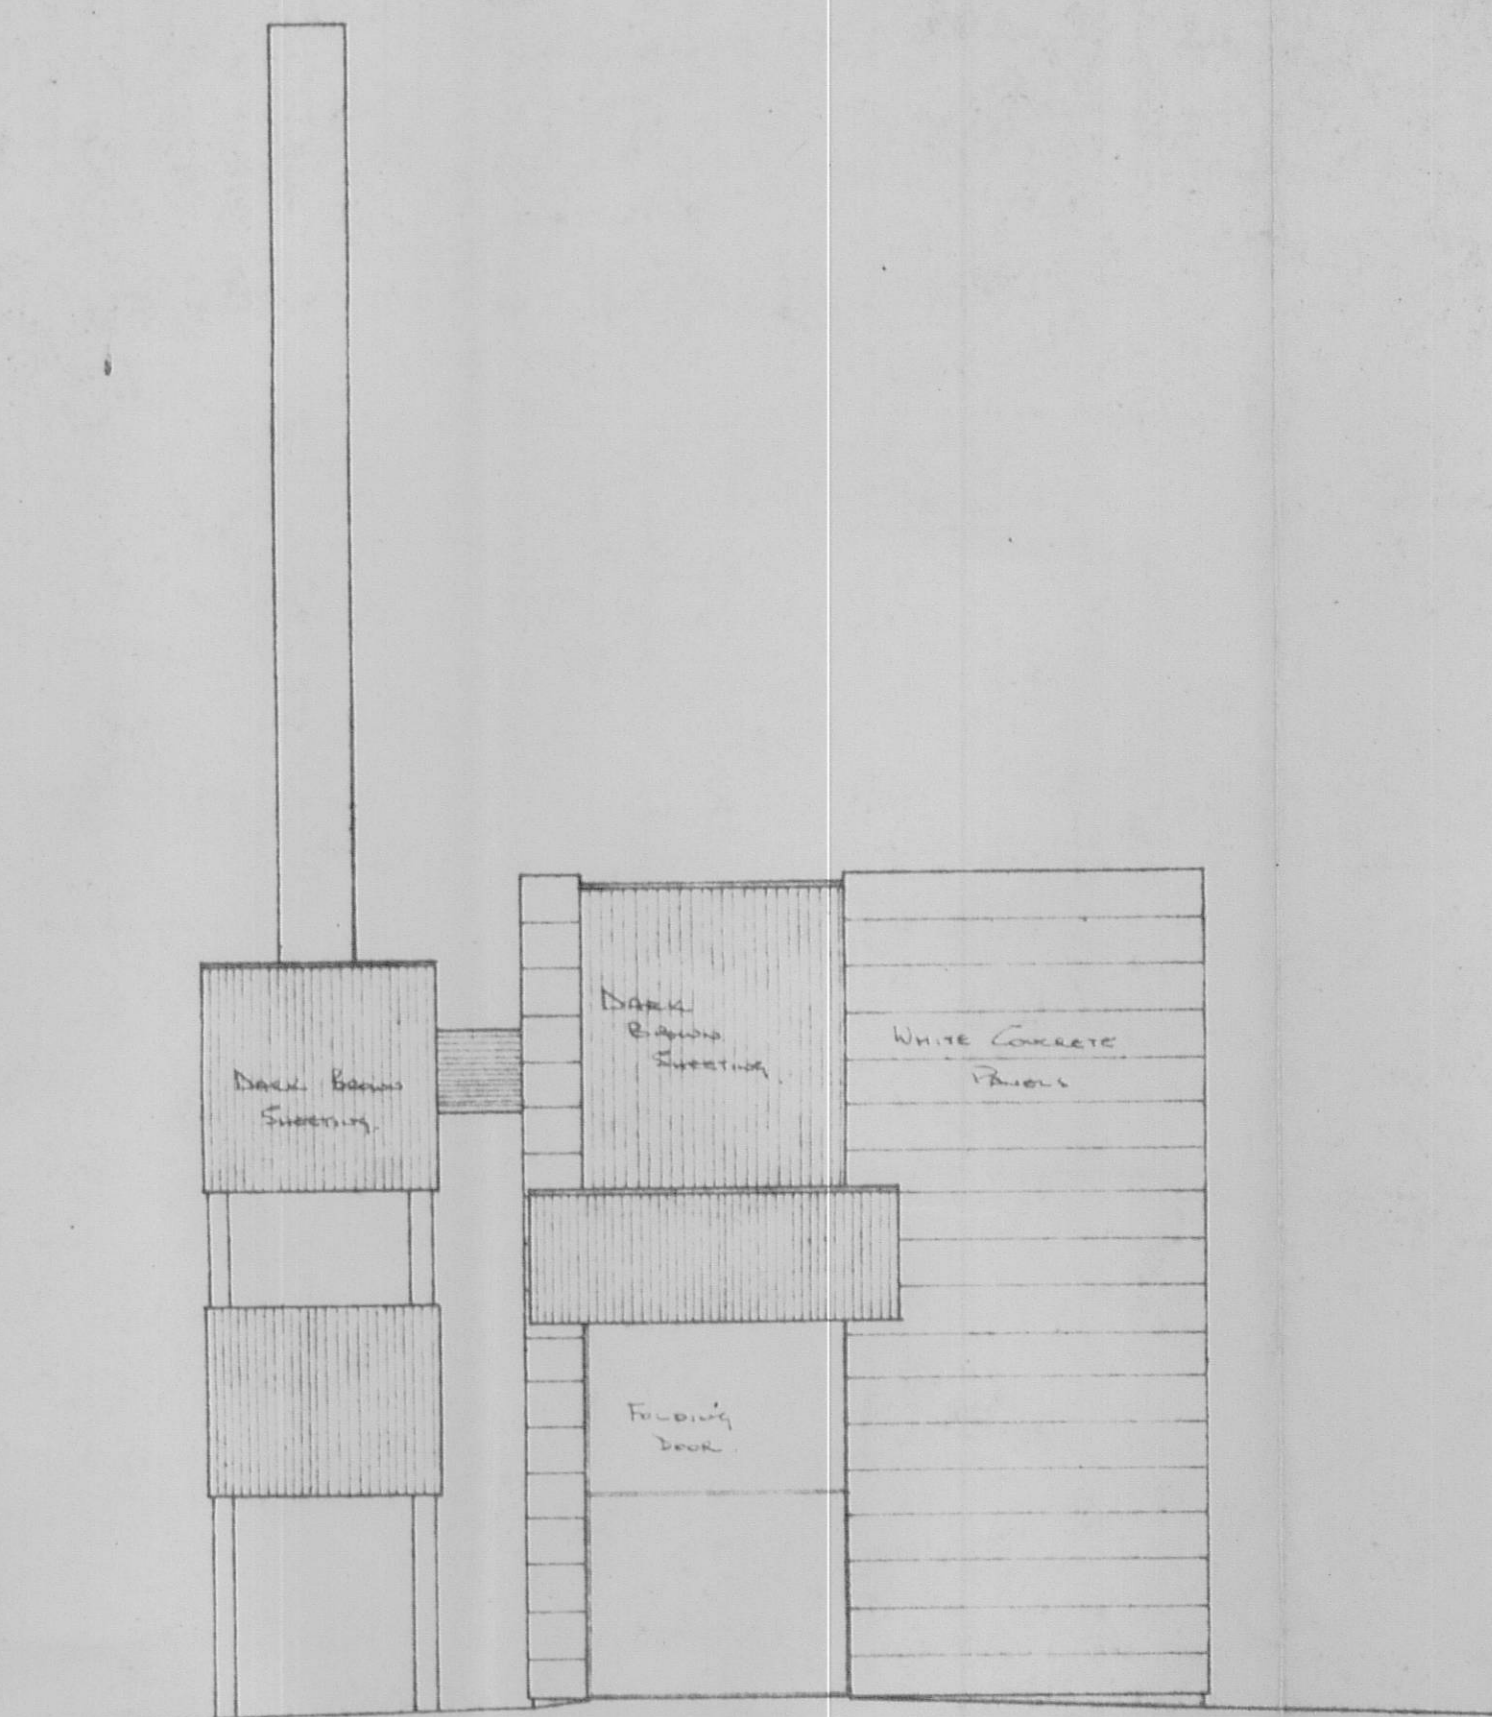 DARK
BROWN
SHEETING.
WHITE CONCRETE
PANELS
DARK BROWN
SHEETING.
FOLDING
DOOR.